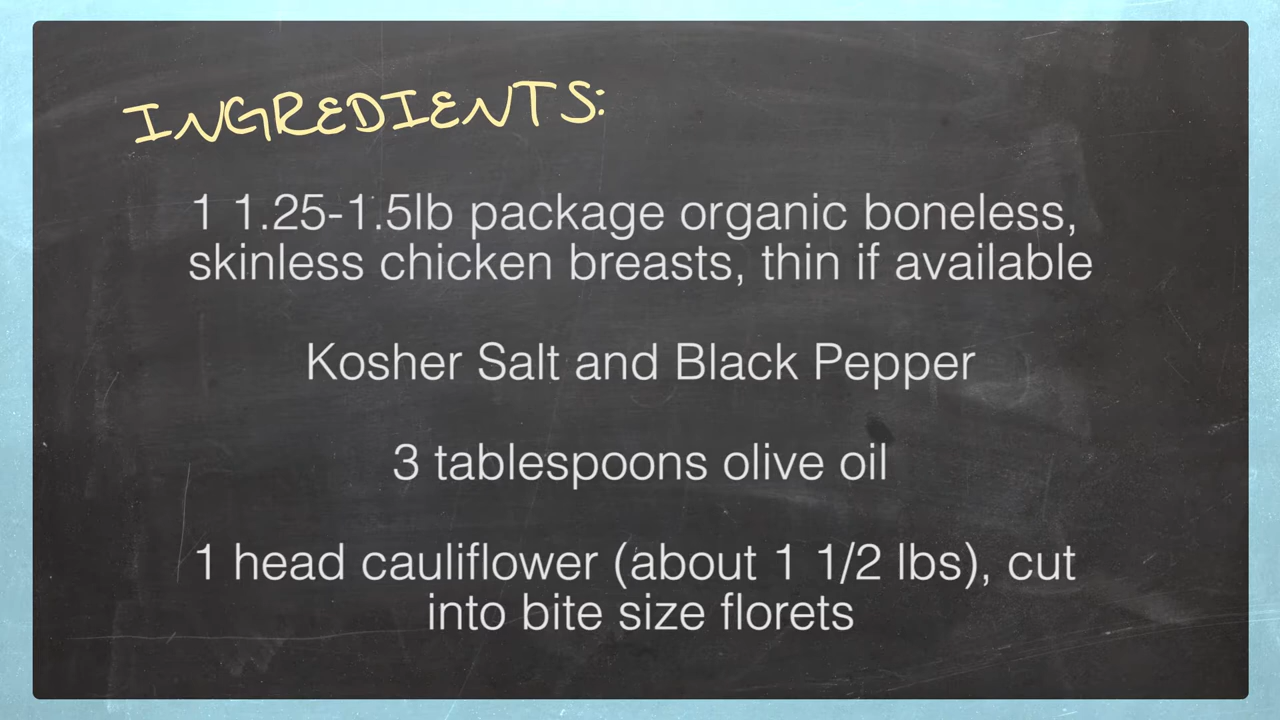 INGREDIENTS:
1 1.25-1.5lb package organic boneless,
skinless chicken breasts, thin if available
Kosher Salt and Black Pepper
3 tablespoons olive oil
1 head cauliflower (about 1 1/2 lbs), cut
into bite size florets